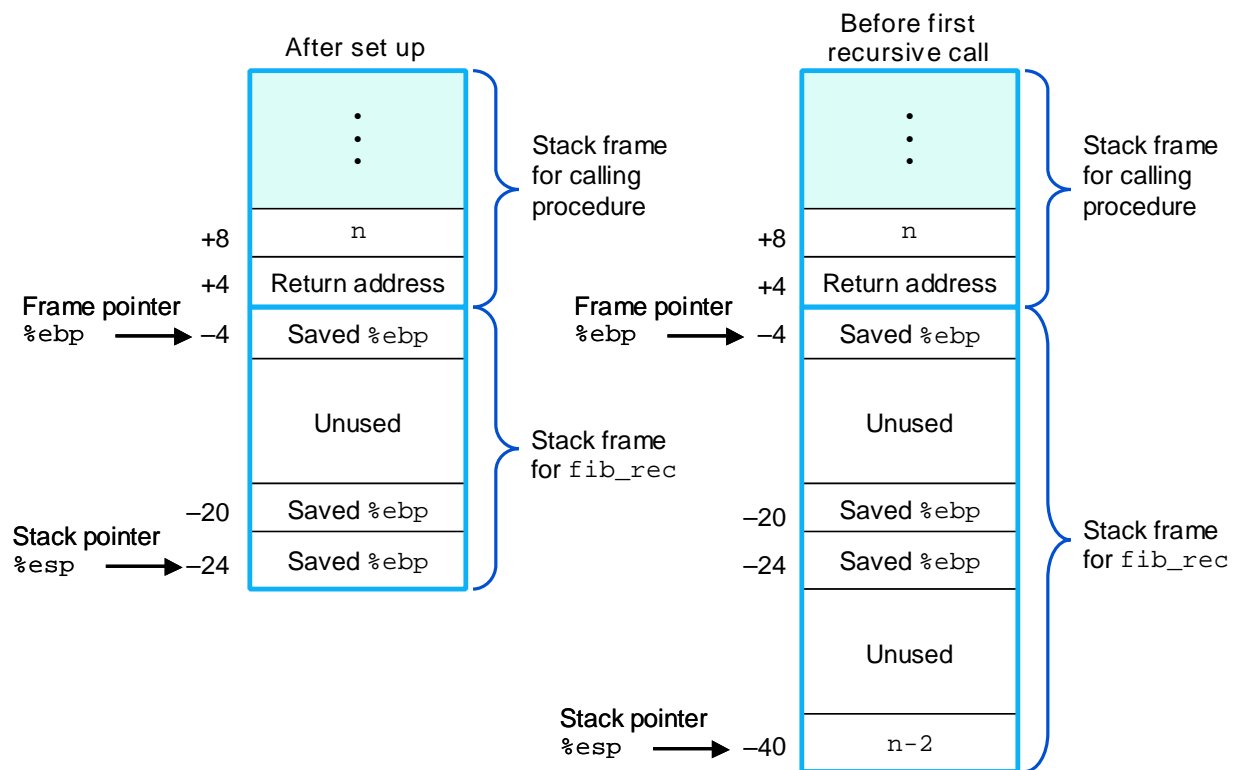 After set up
Stack frame
for calling
procedure
+8
n
+4
Return address
Frame pointer
%ebp
–4
Saved %ebp
Unused
Stack frame
for fib_rec
–20
Saved %ebp
Stack pointer
%esp
–24
Saved %ebp
Before first
recursive call
Stack frame
for calling
procedure
+8
n
+4
Return address
Frame pointer
%ebp
–4
Saved %ebp
Unused
–20
Saved %ebp
Stack frame
for fib_rec
–24
Saved %ebp
Unused
Stack pointer
%esp
–40
n-2